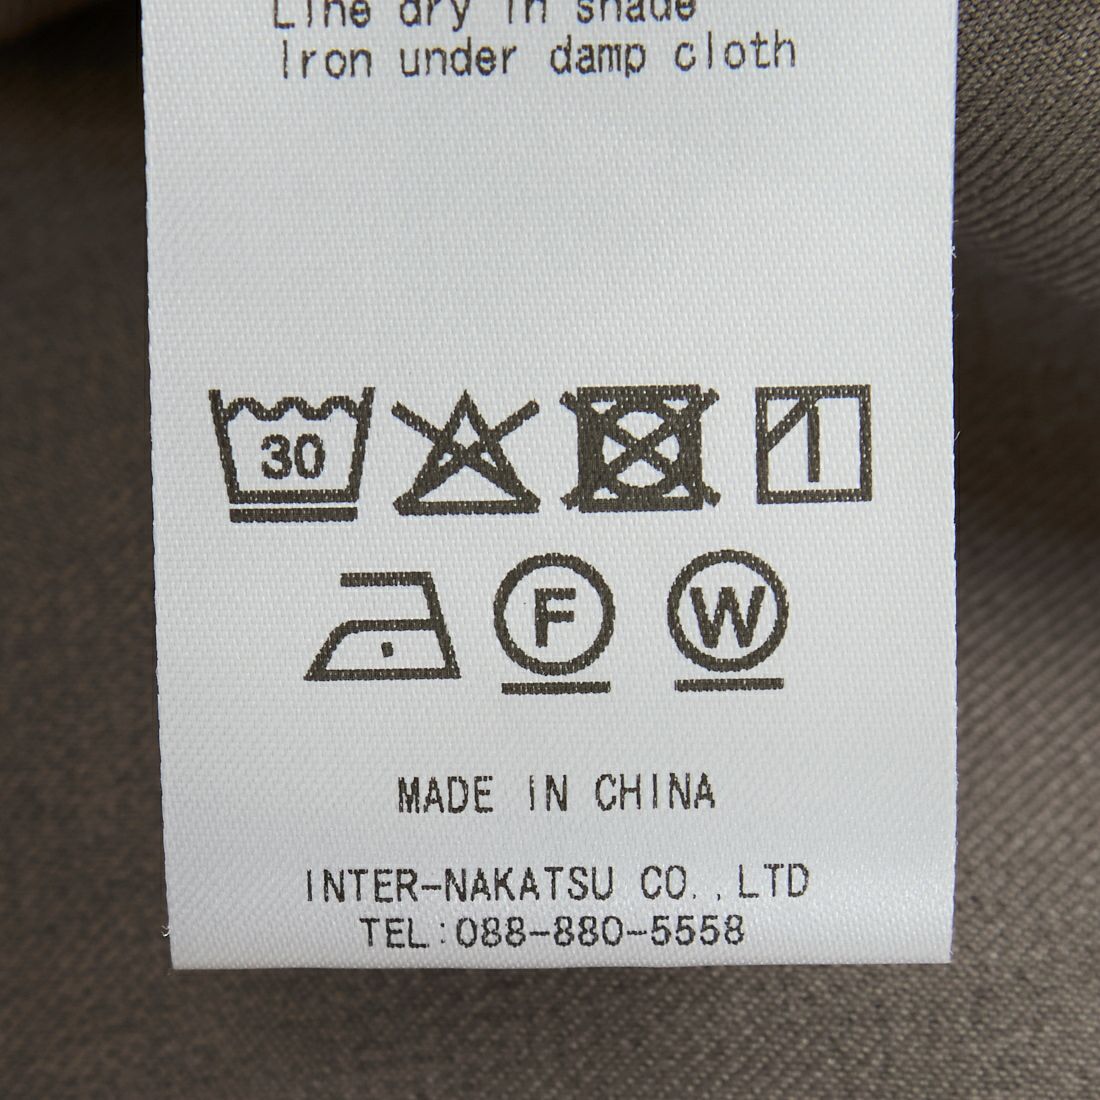 Line dry in shade
Iron under damp cloth
30
F W
MADE IN CHINA
INTER-NAKATSU CO.,LTD
TEL:088-880-5558